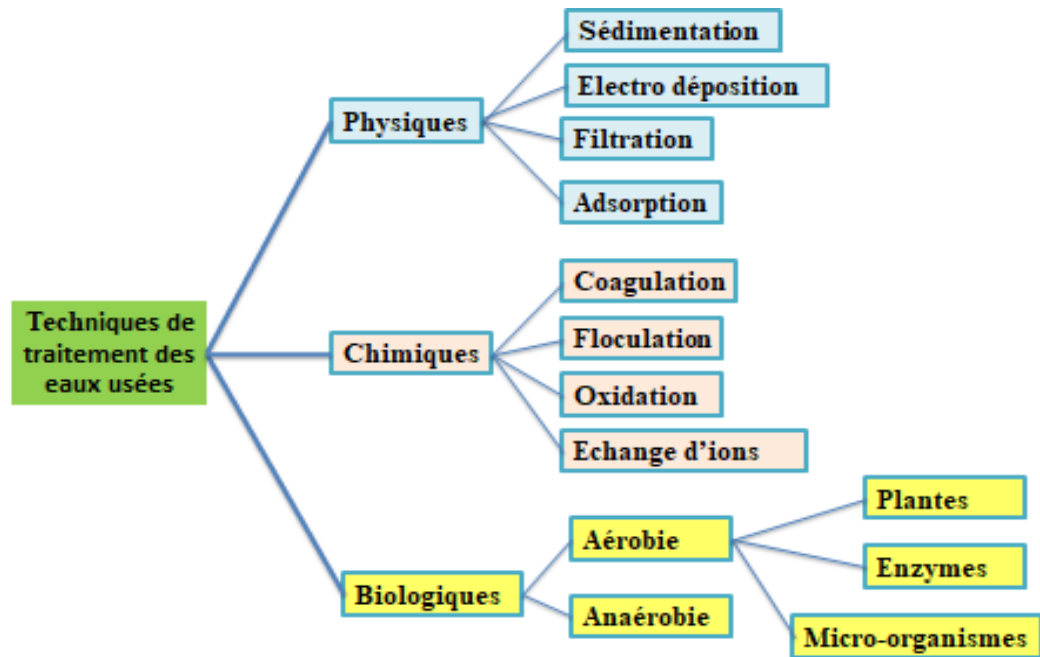 Techniques de
traitement des
eaux usées
Physiques
Sédimentation
Electro déposition
Filtration
Adsorption
Chimiques
Coagulation
Floculation
Oxidation
Echange d’ions
Biologiques
Aérobie
Plantes
Enzymes
Micro-organismes
Anaérobie